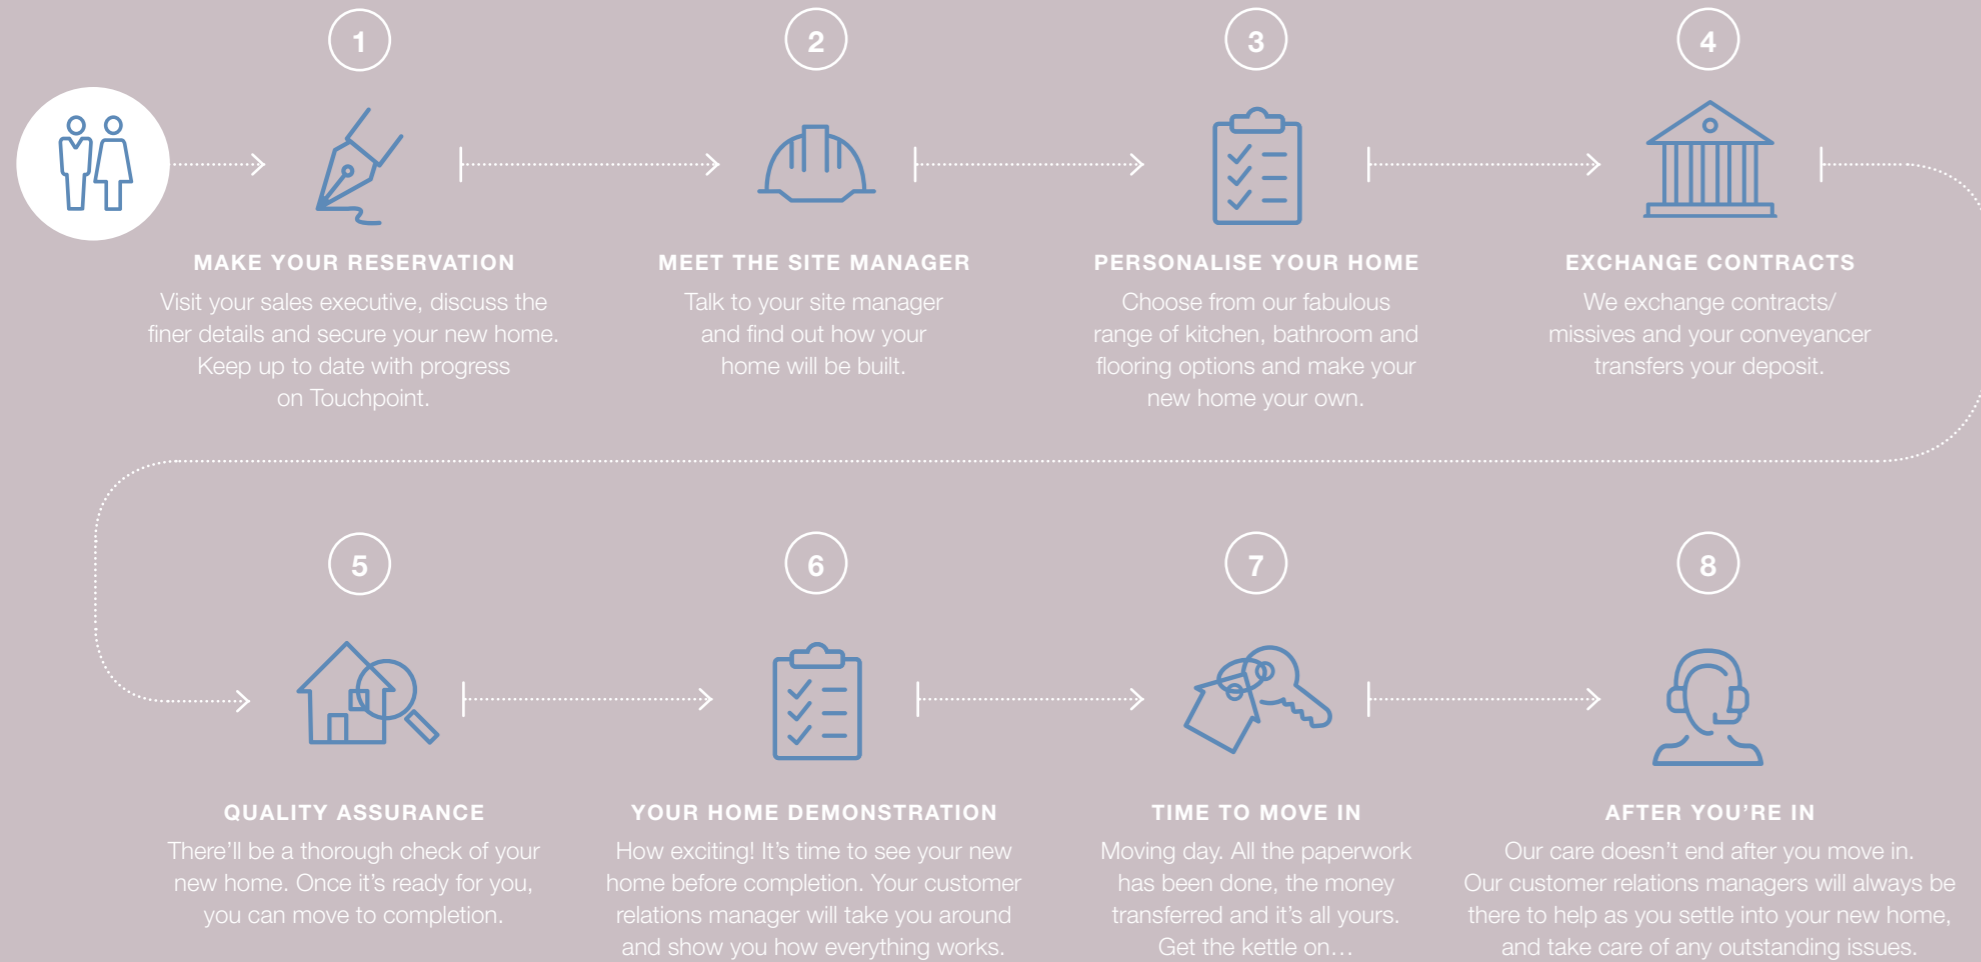 1
MAKE YOUR RESERVATION
Visit your sales executive, discuss the
finer details and secure your new home.
Keep up to date with progress
on Touchpoint.
2
MEET THE SITE MANAGER
Talk to your site manager
and find out how your
home will be built.
3
PERSONALISE YOUR HOME
Choose from our fabulous
range of kitchen, bathroom and
flooring options and make your
new home your own.
4
EXCHANGE CONTRACTS
We exchange contracts/
missives and your conveyancer
transfers your deposit.
5
QUALITY ASSURANCE
There’ll be a thorough check of your
new home. Once it’s ready for you,
you can move to completion.
6
YOUR HOME DEMONSTRATION
How exciting! It’s time to see your new
home before completion. Your customer
relations manager will take you around
and show you how everything works.
7
TIME TO MOVE IN
Moving day. All the paperwork
has been done, the money
transferred and it’s all yours.
Get the kettle on…
8
AFTER YOU’RE IN
Our care doesn’t end after you move in.
Our customer relations managers will always be
there to help as you settle into your new home,
and take care of any outstanding issues.